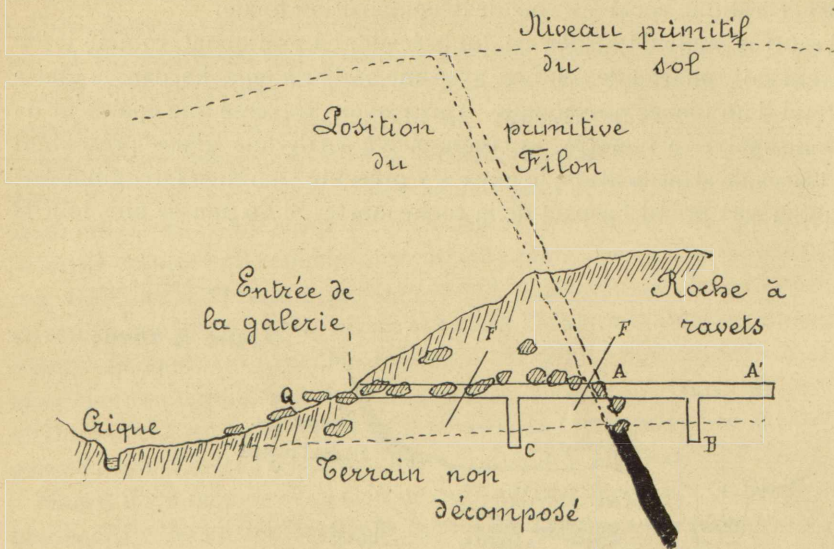 Niveau primitif
du sol
Position primitive
du Filon
Entrée de
la galerie
Roche à
ravets
F
F
A
A'
Q
Crique
C
B
Terrain non
décomposé